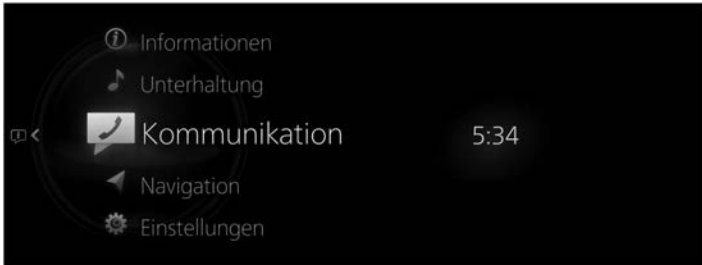 Informationen
Unterhaltung
Kommunikation 5:34
Navigation
Einstellungen